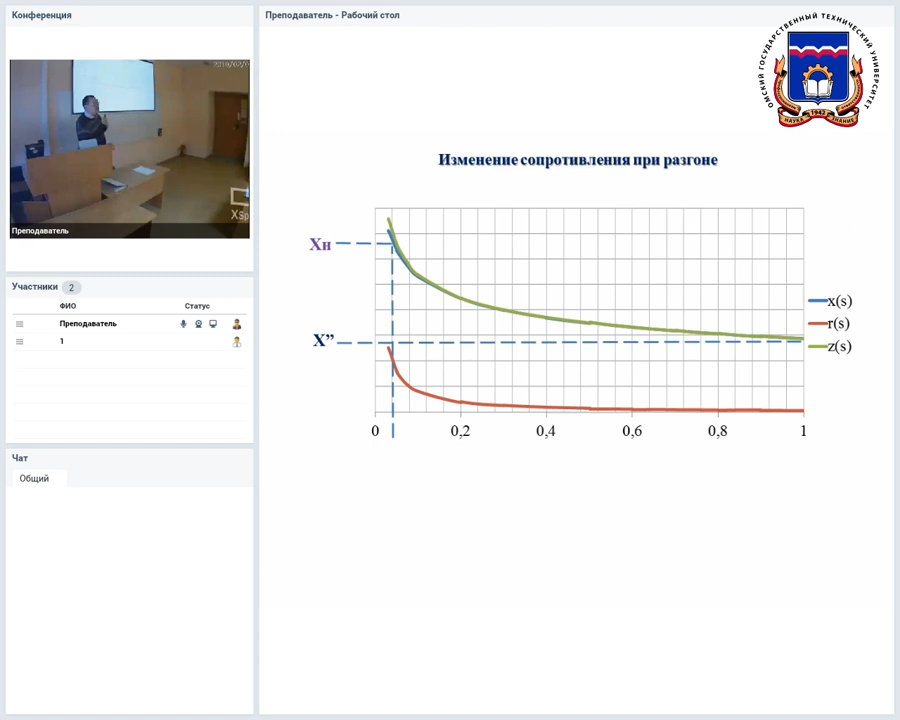 Конференция
Преподаватель
Участники 2
ФИО Статус
Преподаватель
1
Чат
Общий
Преподаватель - Рабочий стол
ОМСКИЙ ГОСУДАРСТВЕННЫЙ ТЕХНИЧЕСКИЙ УНИВЕРСИТЕТ
НАУКА 1942 ЗНАНИЕ
Изменение сопротивления при разгоне
Xн
X”
x(s)
r(s)
z(s)
0 0,2 0,4 0,6 0,8 1